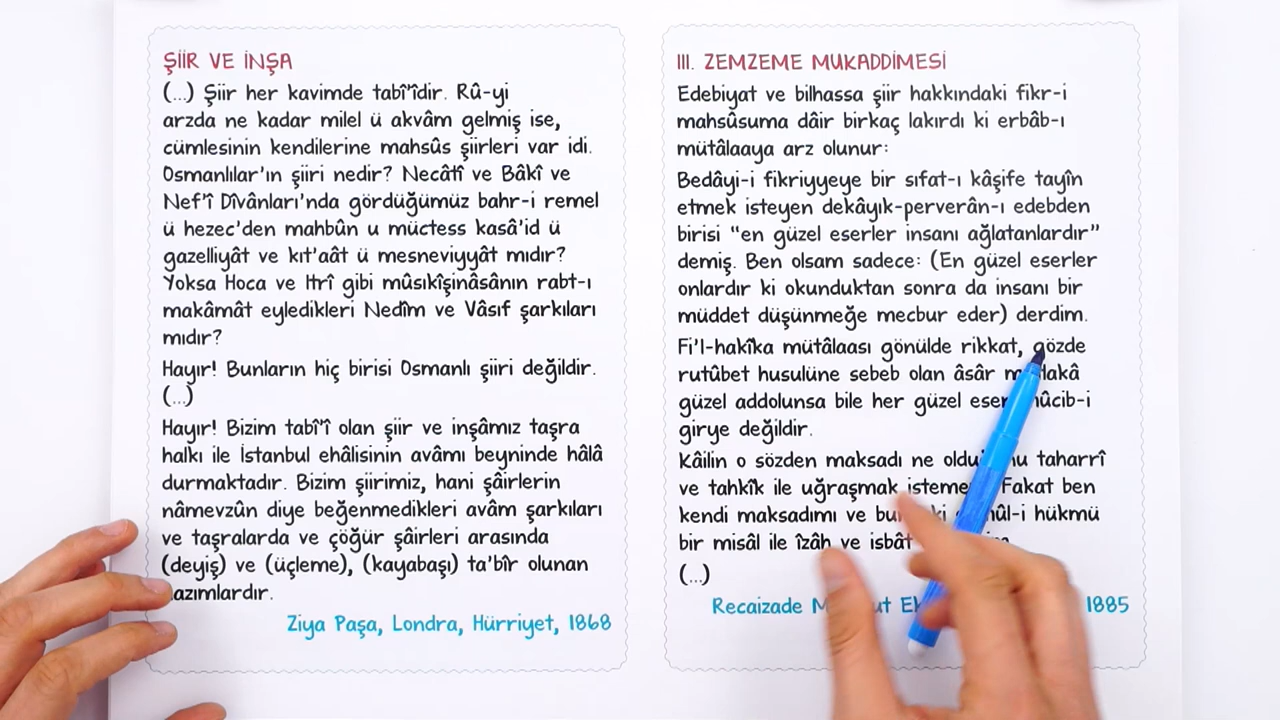 ŞİİR VE İNŞA
(...) Şiir her kavimde tabî'îdir. Rû-yi
arzda ne kadar milel ü akvâm gelmiş ise,
cümlesinin kendilerine mahsûs şiirleri var idi.
Osmanlılar'ın şiiri nedir? Necâtî ve Bâkî ve
Nef'î Dîvânları'nda gördüğümüz bahr-i remel
ü hezec'den mahbûn u müctess kasâ'id ü
gazelliyât ve kıt'aât ü mesneviyyât mıdır?
Yoksa Hoca ve Itrî gibi mûsıkîşinâsânın rabt-ı
makâmât eyledikleri Nedîm ve Vâsıf şarkıları
mıdır?
Hayır! Bunların hiç birisi Osmanlı şiiri değildir.
(...)
Hayır! Bizim tabî'î olan şiir ve inşâmız taşra
halkı ile İstanbul ehâlisinin avâmı beyninde hâlâ
durmaktadır. Bizim şiirimiz, hani şâirlerin
nâmevzûn diye beğenmedikleri avâm şarkıları
ve taşralarda ve çöğür şâirleri arasında
(deyiş) ve (üçleme), (kayabaşı) ta'bîr olunan
Ziya Paşa, Londra, Hürriyet, 1868
III. ZEMZEME MUKADDİMESİ
Edebiyat ve bilhassa şiir hakkındaki fikr-i
mahsûsuma dâir birkaç lakırdı ki erbâb-ı
mütâlaaya arz olunur:
Bedâyi-i fikriyyeye bir sıfat-ı kâşife tayîn
etmek isteyen dekâyık-perverân-ı edebden
birisi "en güzel eserler insanı ağlatanlardır"
demiş. Ben olsam sadece: (En güzel eserler
onlardır ki okunduktan sonra da insanı bir
müddet düşünmeğe mecbur eder) derdim.
Fi'l-hakîka mütâlaası gönülde rikkat, gözde
rutûbet husulüne sebeb olan âsâr
güzel addolunsa bile her güzel eser
girye değildir.
Kâilin o sözden maksadı ne taharrî
ve tahkîk ile uğraşmak Fakat ben
kendi maksadımı ve hükmü
bir misâl ile îzâh ve
(...)
Recaizade 1885